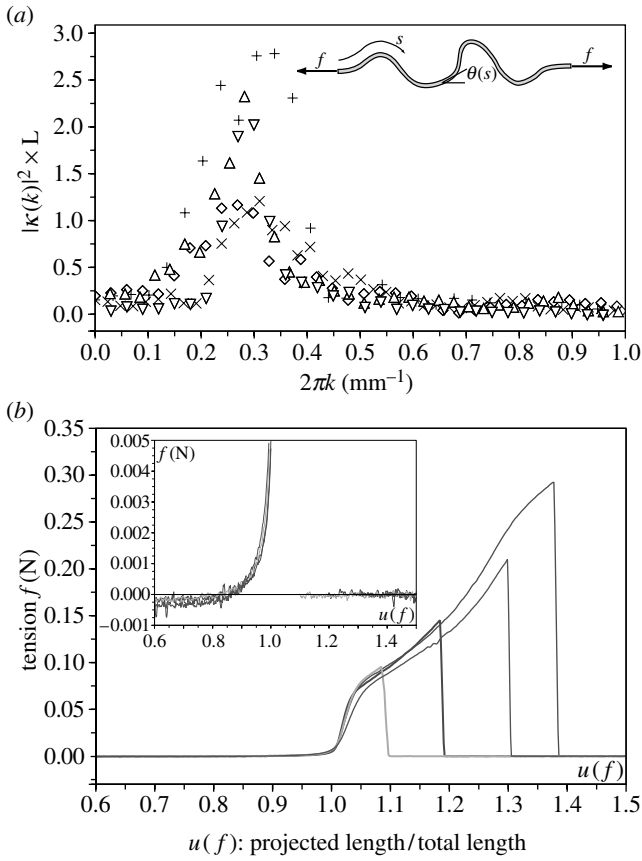 (a)
3.0
2.5
2.0
1.5
1.0
0.5
0.0
|κ(k)|² × L
f
s
θ(s)
f
0.0 0.1 0.2 0.3 0.4 0.5 0.6 0.7 0.8 0.9 1.0
2πk (mm⁻¹)
(b)
0.35
0.30
0.25
0.20
0.15
0.10
0.05
0.00
tension f (N)
0.005
0.004
0.003
0.002
0.001
0.000
−0.001
f (N)
u(f)
0.6 0.8 1.0 1.2 1.4
u(f)
0.6 0.7 0.8 0.9 1.0 1.1 1.2 1.3 1.4 1.5
u(f): projected length/total length